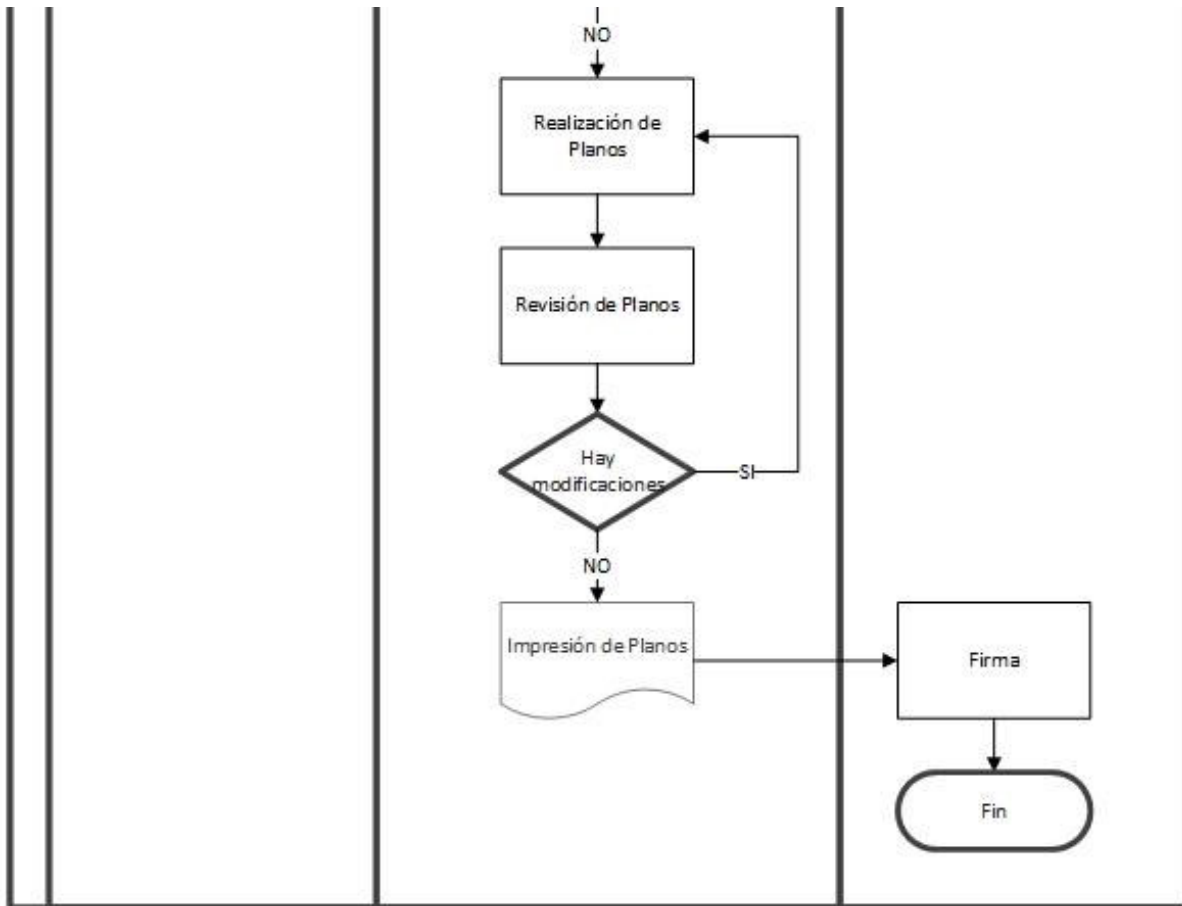 NO
Realización de
Planos
Revisión de Planos
Hay
modificaciones
SI
NO
Impresión de Planos
Firma
Fin